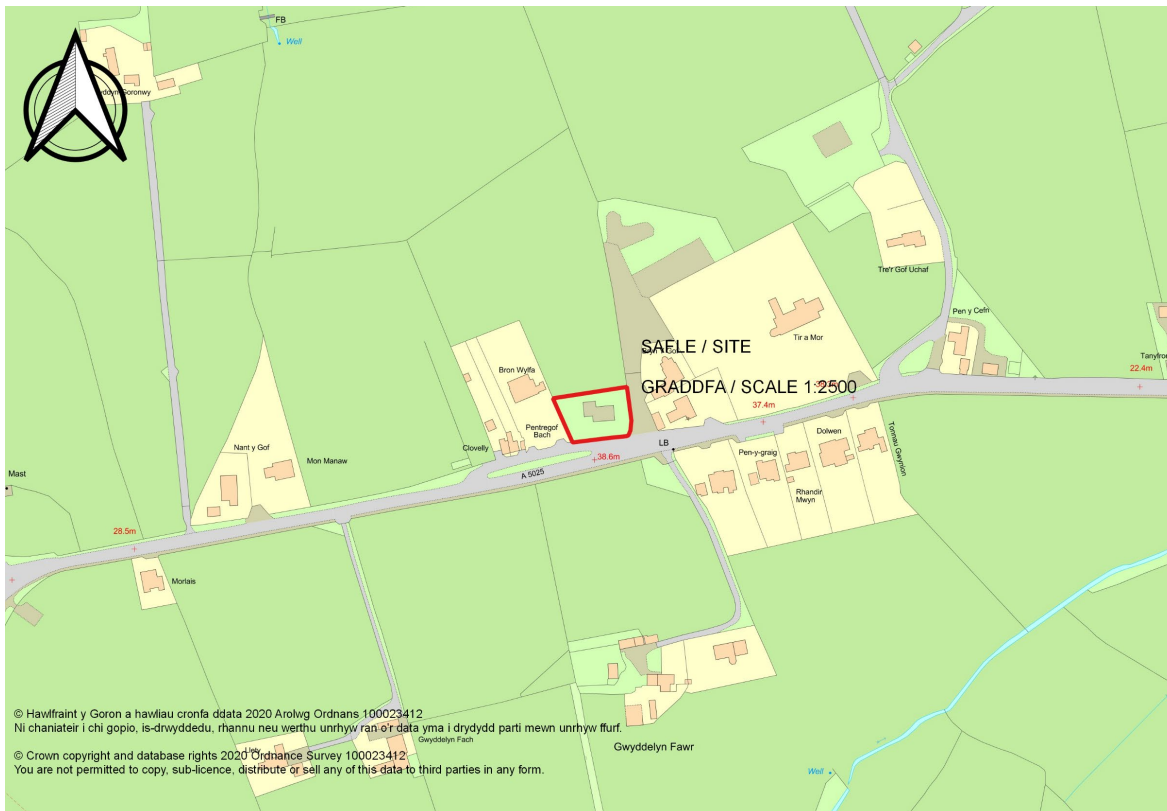 FB
Well
Goronwy
SAFLE / SITE
GRADDFA / SCALE 1:2500
Tir a Mor
Tre'r Gof Uchaf
Pen y Cefn
22.4m
37.4m
Bron Wylfa
Pentregof
Bach
Clovelly
A 5025
38.6m
LB
Pen-y-graig
Dolwen
Rhandir
Mwyn
Nant y Gof
Mon Manaw
Mast
28.5m
Morlais
Gwyddelyn Fach
Gwyddelyn Fawr
Well
© Hawlfraint y Goron a hawliau cronfa ddata 2020 Arolwg Ordnans 100023412
Ni chaniateir i chi gopio, is-drwyddedu, rhannu neu werthu unrhyw ran o'r data yma i drydydd parti mewn unrhyw ffurf.
© Crown copyright and database rights 2020 Ordnance Survey 100023412
You are not permitted to copy, sub-licence, distribute or sell any of this data to third parties in any form.